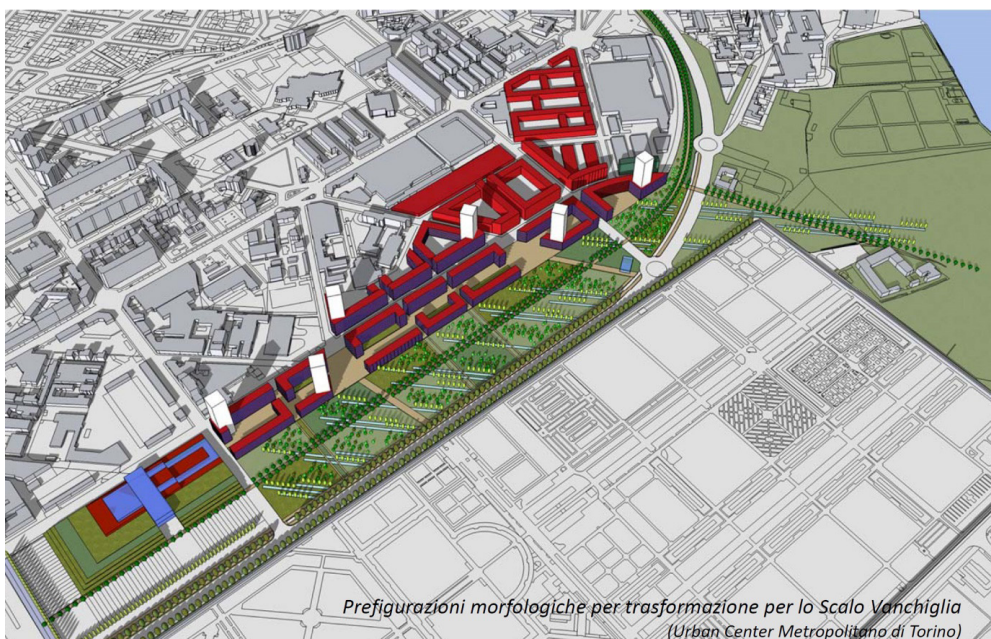 Prefigurazioni morfologiche per trasformazione per lo Scalo Vanchiglia
(Urban Center Metropolitano di Torino)